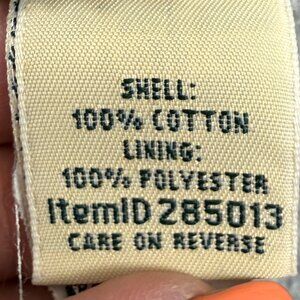 SHELL:
100% COTTON
LINING:
100% POLYESTER
ItemID 285013
CARE ON REVERSE